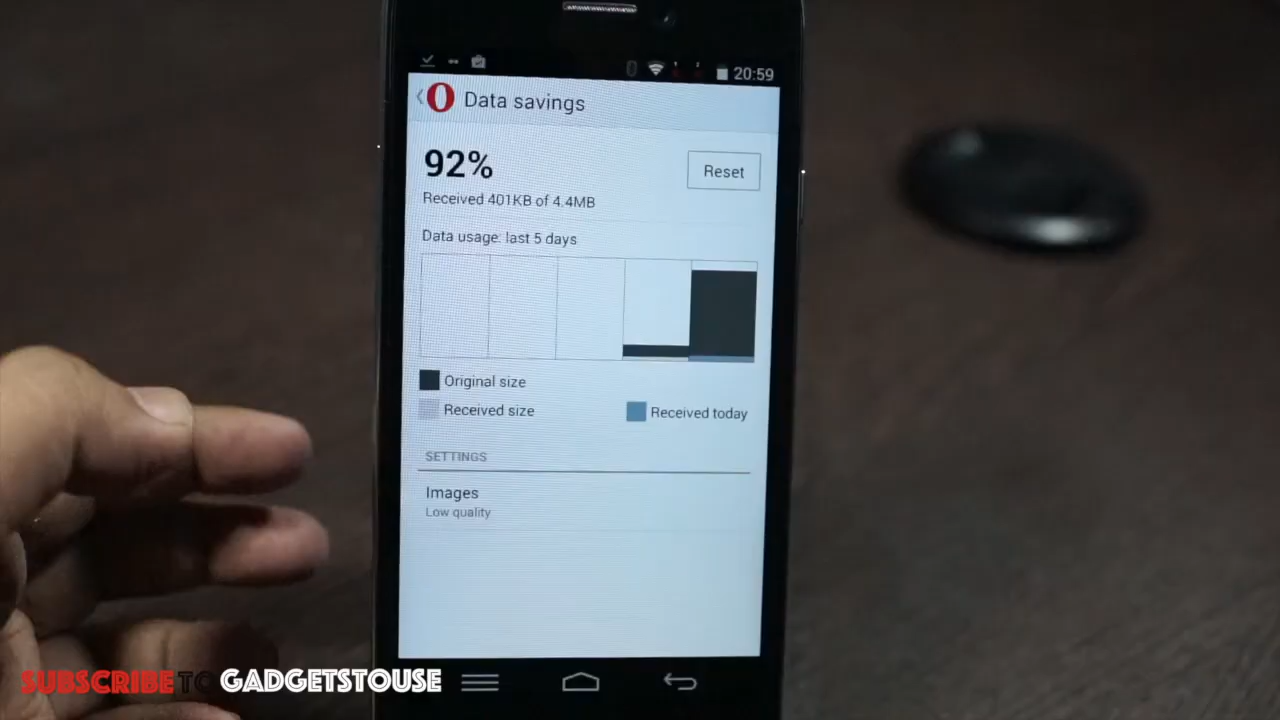 20:59
Data savings
92%
Reset
Received 401KB of 4.4MB
Data usage: last 5 days
Original size
Received size
Received today
SETTINGS
Images
Low quality
SUBSCRIBE TO GADGETSTOUSE